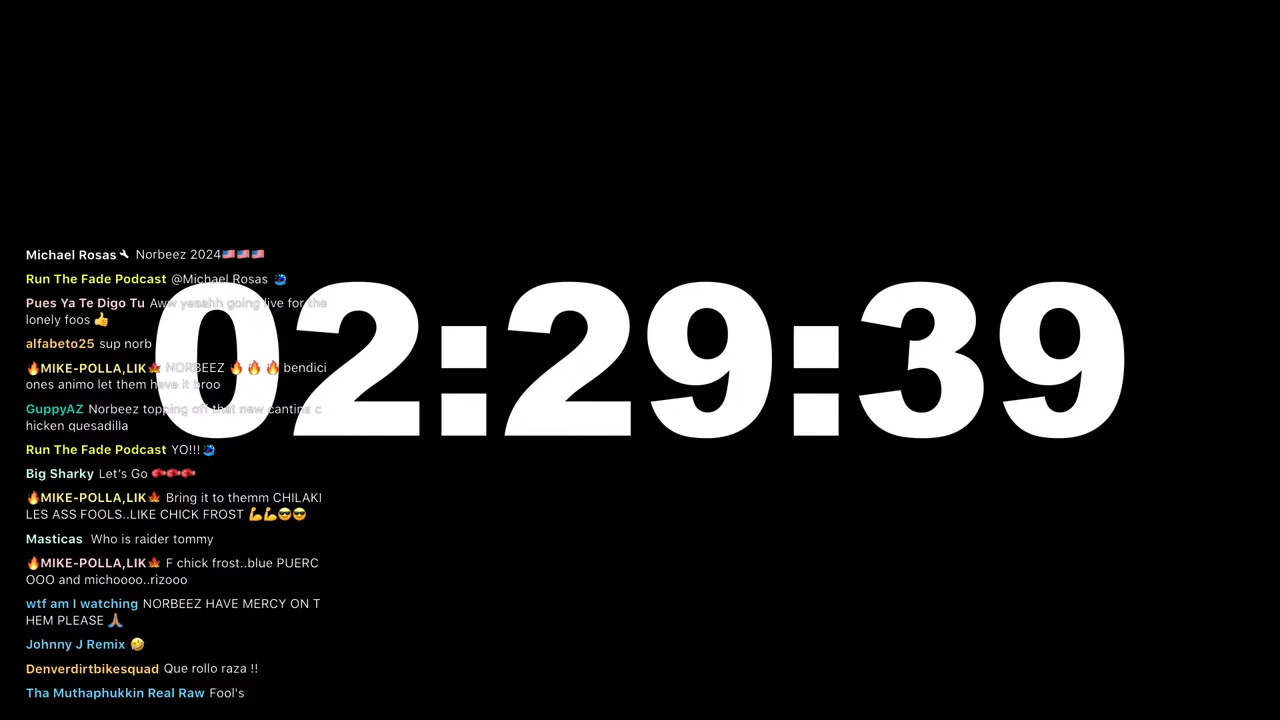 Michael Rosas🔧 Norbeez 2024🇺🇸🇺🇸🇺🇸
Run The Fade Podcast @Michael Rosas
Pues Ya Te Digo Tu Aww yeaahh going live for the
lonely foos 👍
alfabeto25 sup norb
🔥MIKE-POLLA,LIK🍁 NORBEEZ 🔥🔥🔥 bendici
ones animo let them have it broo
GuppyAZ Norbeez topping off that new cantina c
hicken quesadilla
Run The Fade Podcast YO!!!
Big Sharky Let's Go
🔥MIKE-POLLA,LIK🍁 Bring it to themm CHILAKI
LES ASS FOOLS..LIKE CHICK FROST 💪💪😎😎
Masticas Who is raider tommy
🔥MIKE-POLLA,LIK🍁 F chick frost..blue PUERC
OOO and michoooo..rizooo
wtf am I watching NORBEEZ HAVE MERCY ON T
HEM PLEASE 🙏🏽
Johnny J Remix 🤣
Denverdirtbikesquad Que rollo raza !!
Tha Muthaphukkin Real Raw Fool's
02:29:39